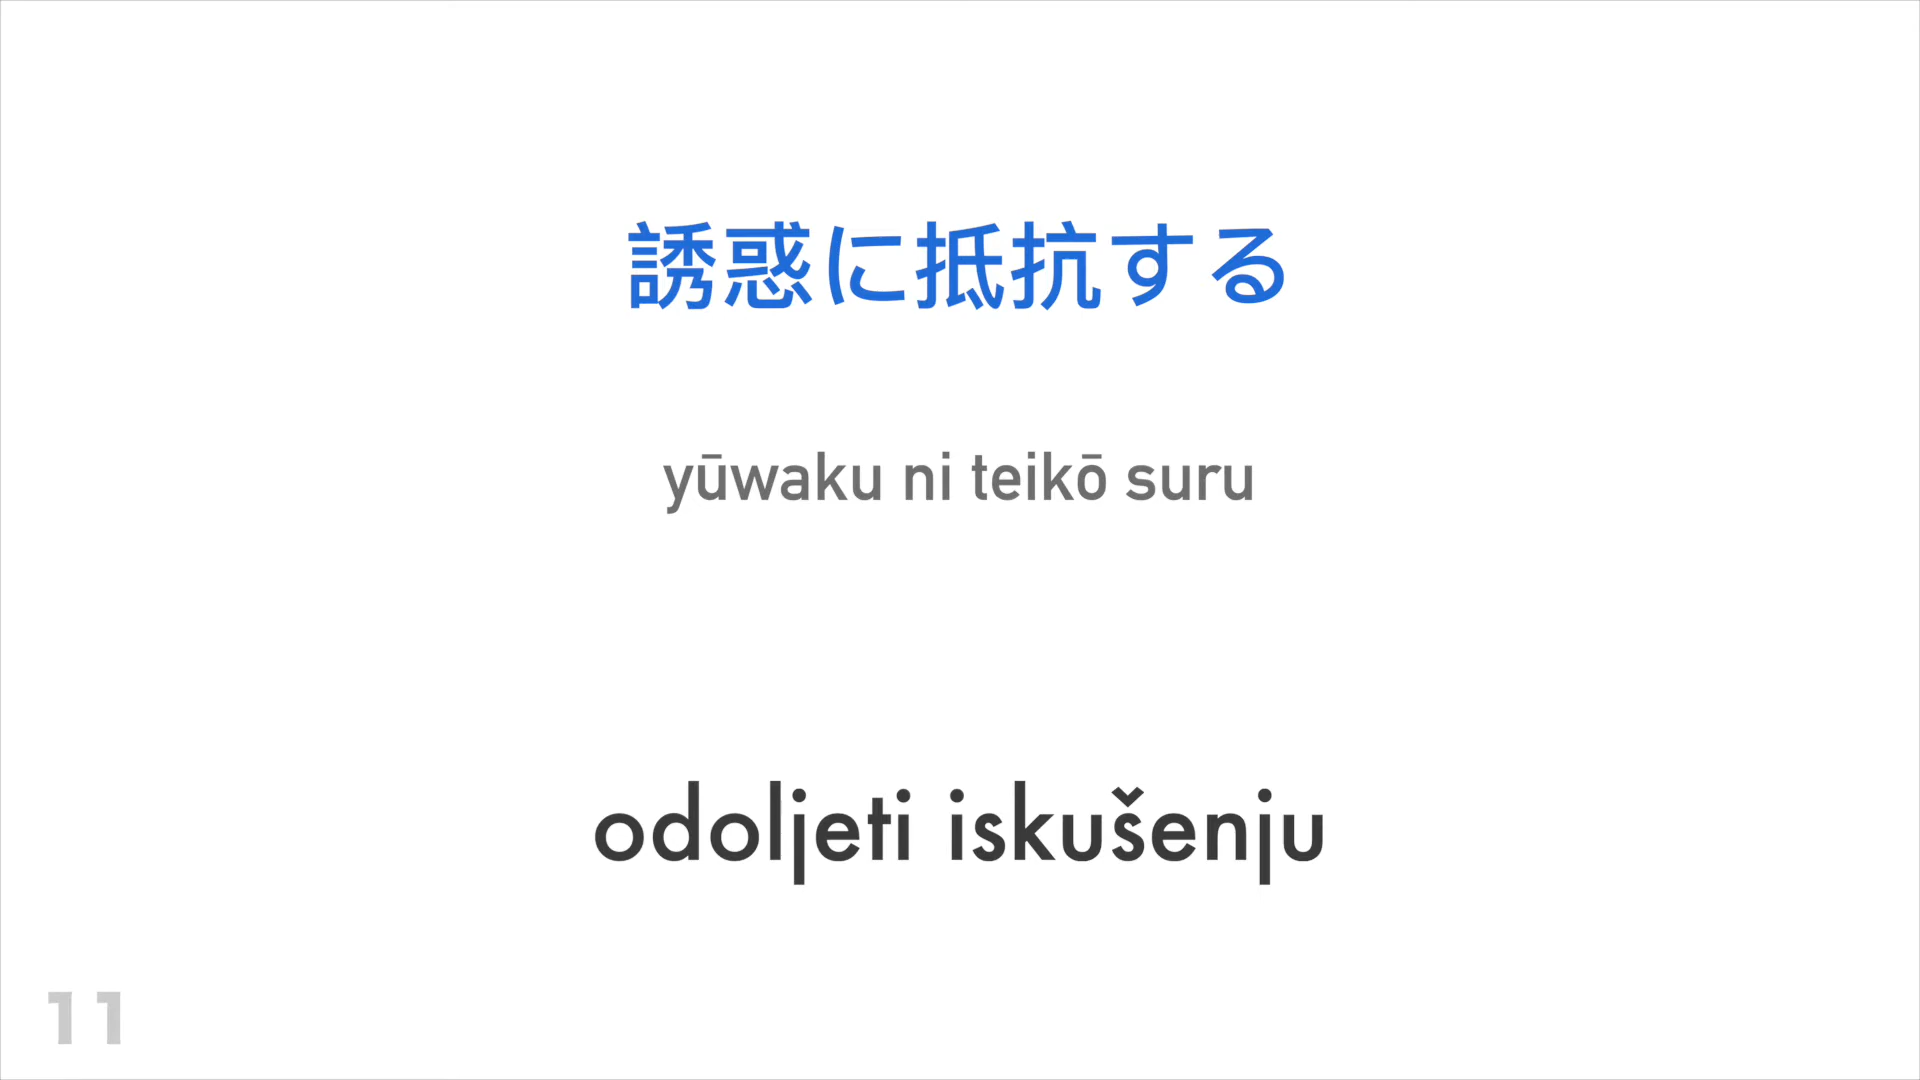 誘惑に抵抗する
yūwaku ni teikō suru
odoljeti iskušenju
11